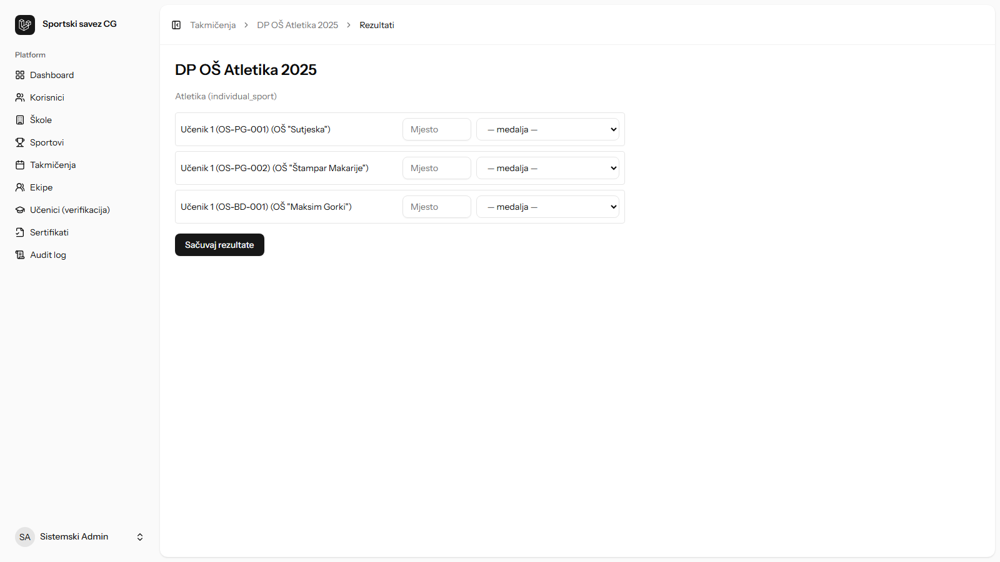 Sportski savez CG
Platform
Dashboard
Korisnici
Škole
Sportovi
Takmičenja
Ekipe
Učenici (verifikacija)
Sertifikati
Audit log
SA Sistemski Admin
Takmičenja > DP OŠ Atletika 2025 > Rezultati
DP OŠ Atletika 2025
Atletika (individual_sport)
Učenik 1 (OS-PG-001) (OŠ "Sutjeska") Mjesto — medalja —
Učenik 1 (OS-PG-002) (OŠ "Štampar Makarije") Mjesto — medalja —
Učenik 1 (OS-BD-001) (OŠ "Maksim Gorki") Mjesto — medalja —
Sačuvaj rezultate